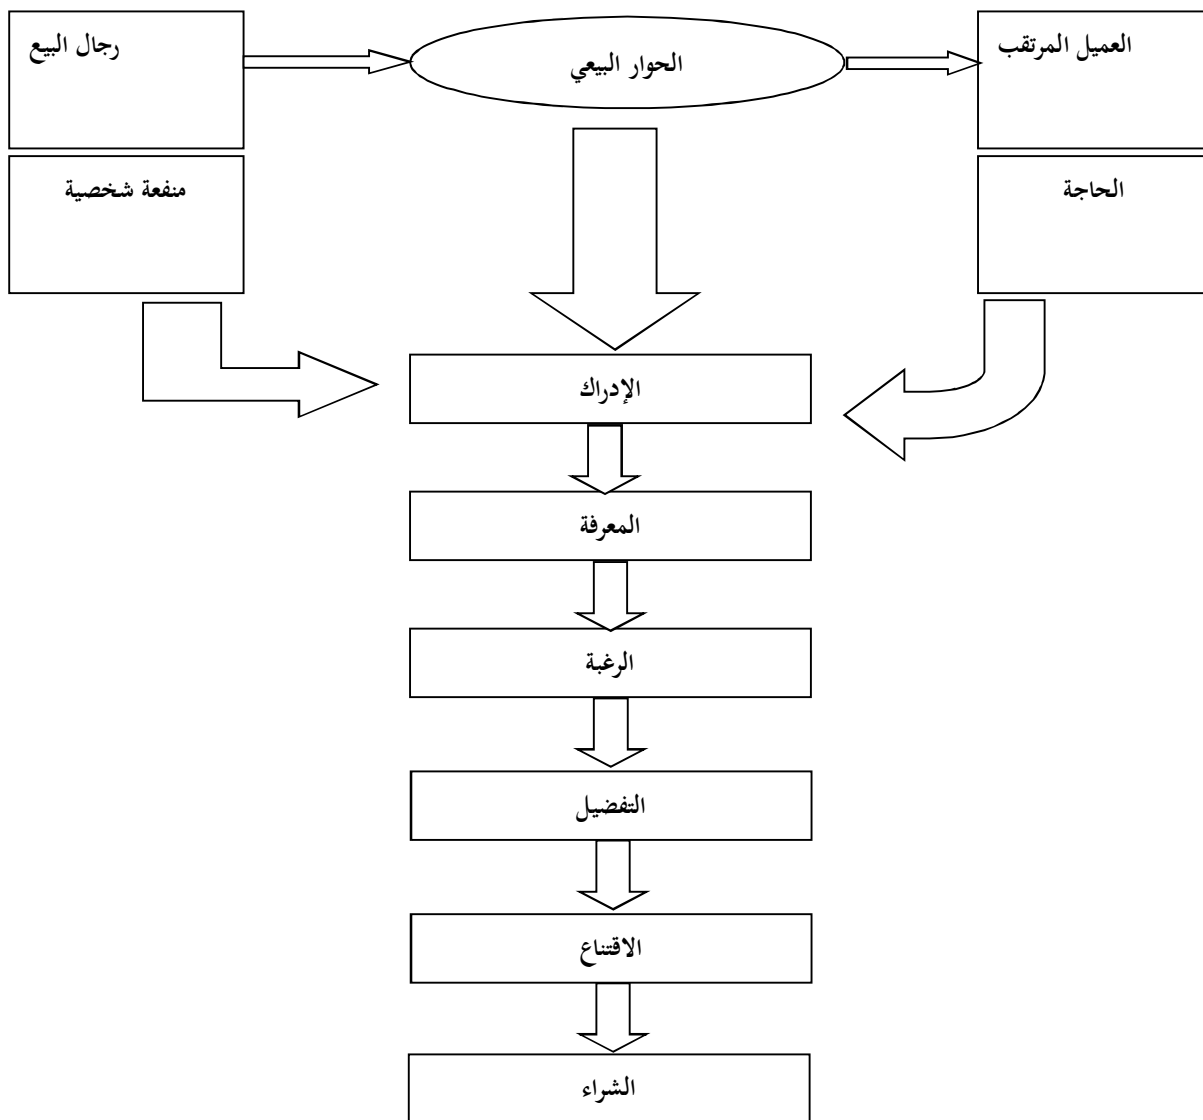 العميل المرتقب
الحوار البيعي
رجال البيع
الحاجة
منفعة شخصية
الإدراك
المعرفة
الرغبة
التفضيل
الاقتناع
الشراء